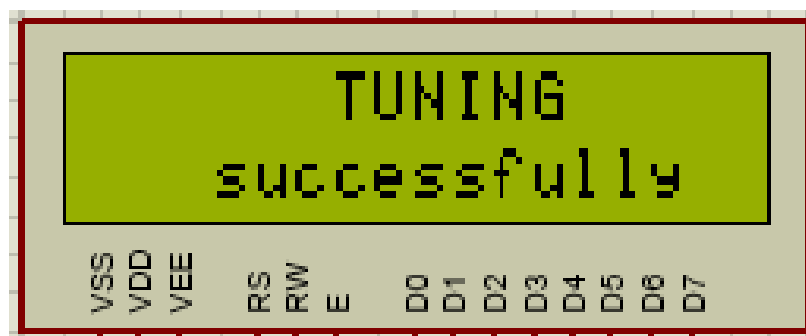 TUNING
successfully
VSS VDD VEE RS RW E D0 D1 D2 D3 D4 D5 D6 D7